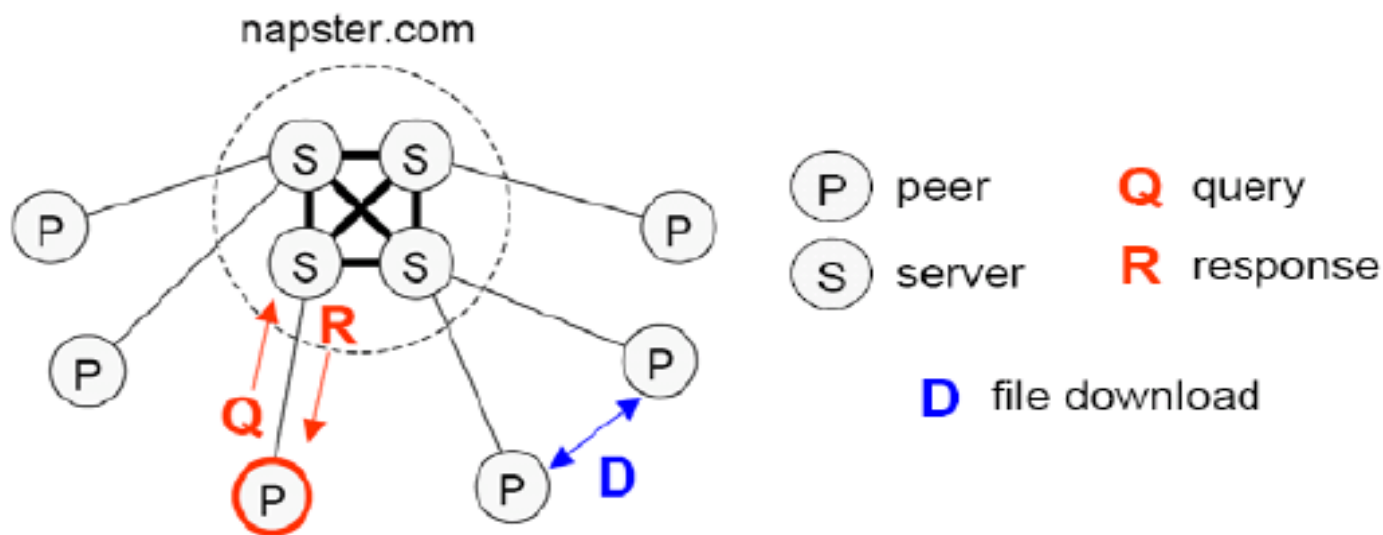 napster.com
S S
P P
P peer Q query
S S
S server R response
R
P P
Q
D file download
P P D